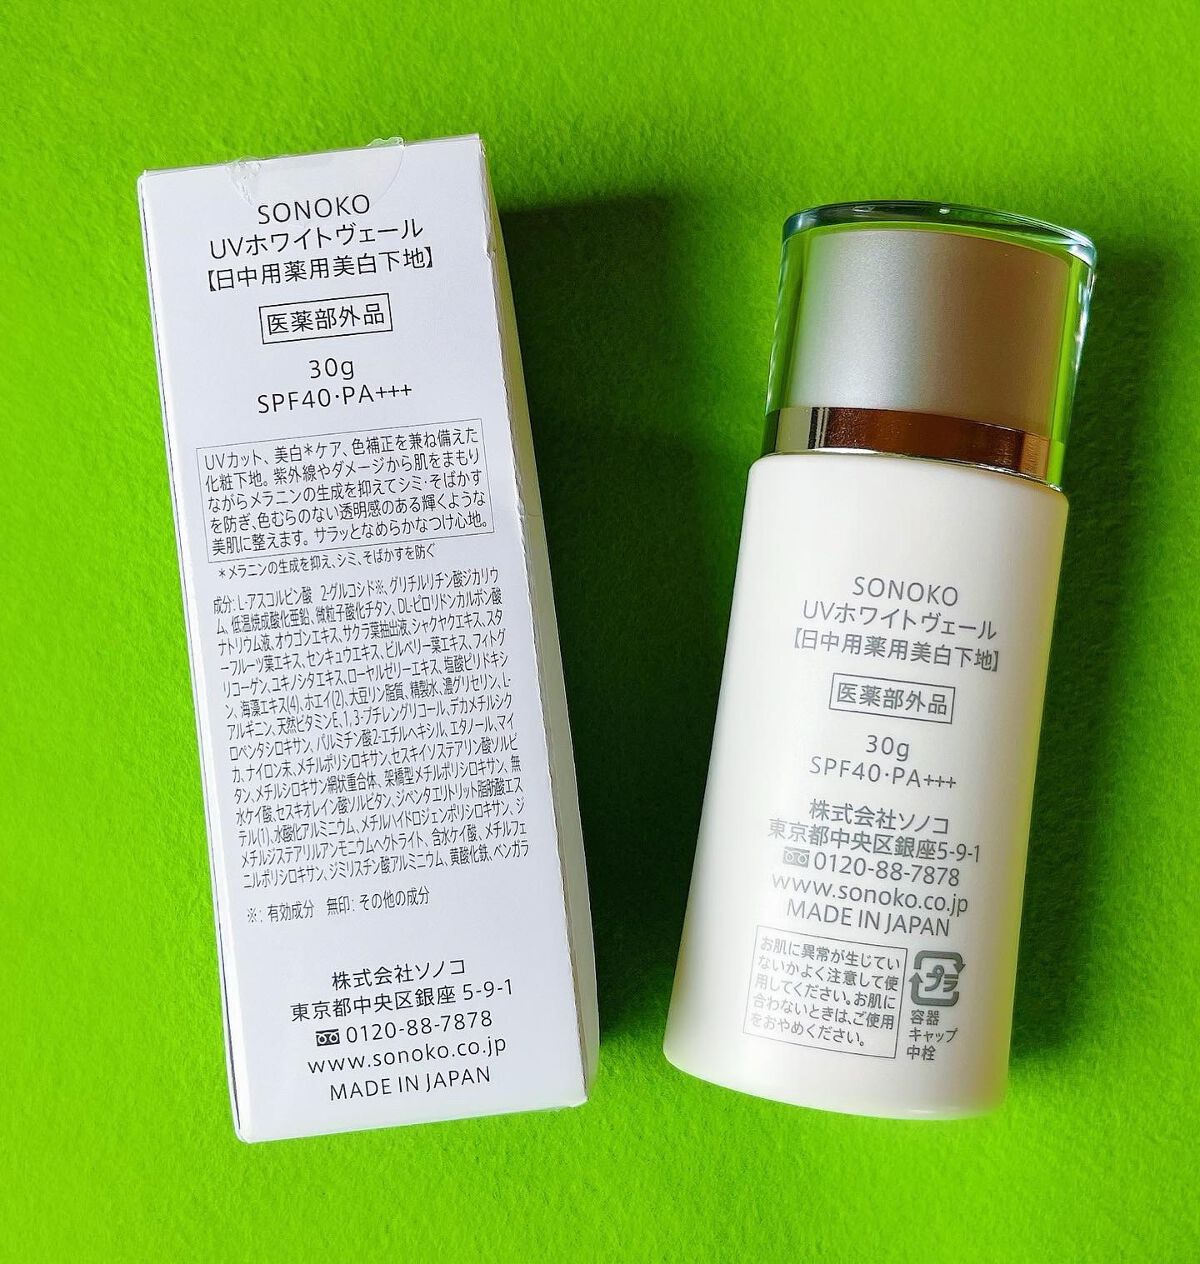 SONOKO
UVホワイトヴェール
【日中用薬用美白下地】
医薬部外品
30g
SPF40·PA+++
UVカット、美白*ケア、色補正を兼ね備えた
化粧下地。紫外線やダメージから肌をまもり
ながらメラニンの生成を抑えてシミ·そばかす
を防ぎ、色むらのない透明感のある輝くような
美肌に整えます。サラッとなめらかなつけ心地。
*メラニンの生成を抑え、シミ、そばかすを防ぐ
成分:L-アスコルビン酸 2-グルコシド※、グリチルリチン酸ジカリウ
ム、低温焼成酸化亜鉛、微粒子酸化チタン、DL-ピロリドンカルボン酸
ナトリウム液、オウゴンエキス、サクラ葉抽出液、シャクヤクエキス、スタ
ーフルーツ葉エキス、センキュウエキス、ビルベリー葉エキス、フィトグ
リコーゲン、ユキノシタエキス、ローヤルゼリーエキス、塩酸ピリドキシ
ン、海藻エキス(4)、ホエイ(2)、大豆リン脂質、精製水、濃グリセリン、L-
アルギニン、天然ビタミンE、1,3-ブチレングリコール、デカメチルシク
ロペンタシロキサン、パルミチン酸2-エチルヘキシル、エタノール、マイ
カ、ナイロン末、メチルポリシロキサン、セスキイソステアリン酸ソルビ
タン、メチルシロキサン網状重合体、架橋型メチルポリシロキサン、無
水ケイ酸、セスキオレイン酸ソルビタン、ジペンタエリトリット脂肪酸エス
テル(1)、水酸化アルミニウム、メチルハイドロジェンポリシロキサン、ジ
メチルジステアリルアンモニウムヘクトライト、含水ケイ酸、メチルフェ
ニルポリシロキサン、ジミリスチン酸アルミニウム、黄酸化鉄、ベンガラ
※:有効成分 無印:その他の成分
株式会社ソノコ
東京都中央区銀座 5-9-1
0120-88-7878
www.sonoko.co.jp
MADE IN JAPAN
SONOKO
UVホワイトヴェール
【日中用薬用美白下地】
医薬部外品
30g
SPF40·PA+++
株式会社ソノコ
東京都中央区銀座5-9-1
0120-88-7878
www.sonoko.co.jp
MADE IN JAPAN
お肌に異常が生じてい
ないかよく注意して使
用してください。お肌に
合わないときは、ご使用
をおやめください。
プラ
容器
キャップ
中栓